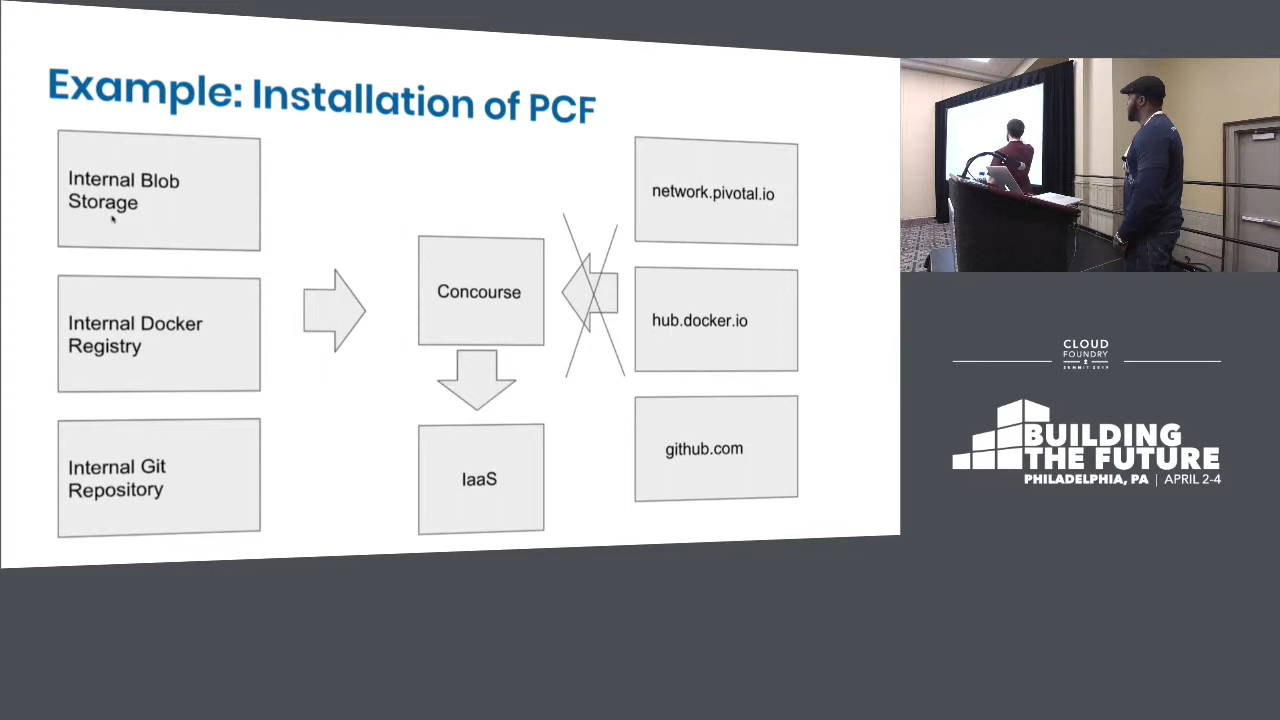 Example: Installation of PCF
Internal Blob
Storage
Internal Docker
Registry
Internal Git
Repository
Concourse
IaaS
network.pivotal.io
hub.docker.io
github.com
CLOUD
FOUNDRY
SUMMIT 2019
BUILDING
THE FUTURE
PHILADELPHIA, PA | APRIL 2-4